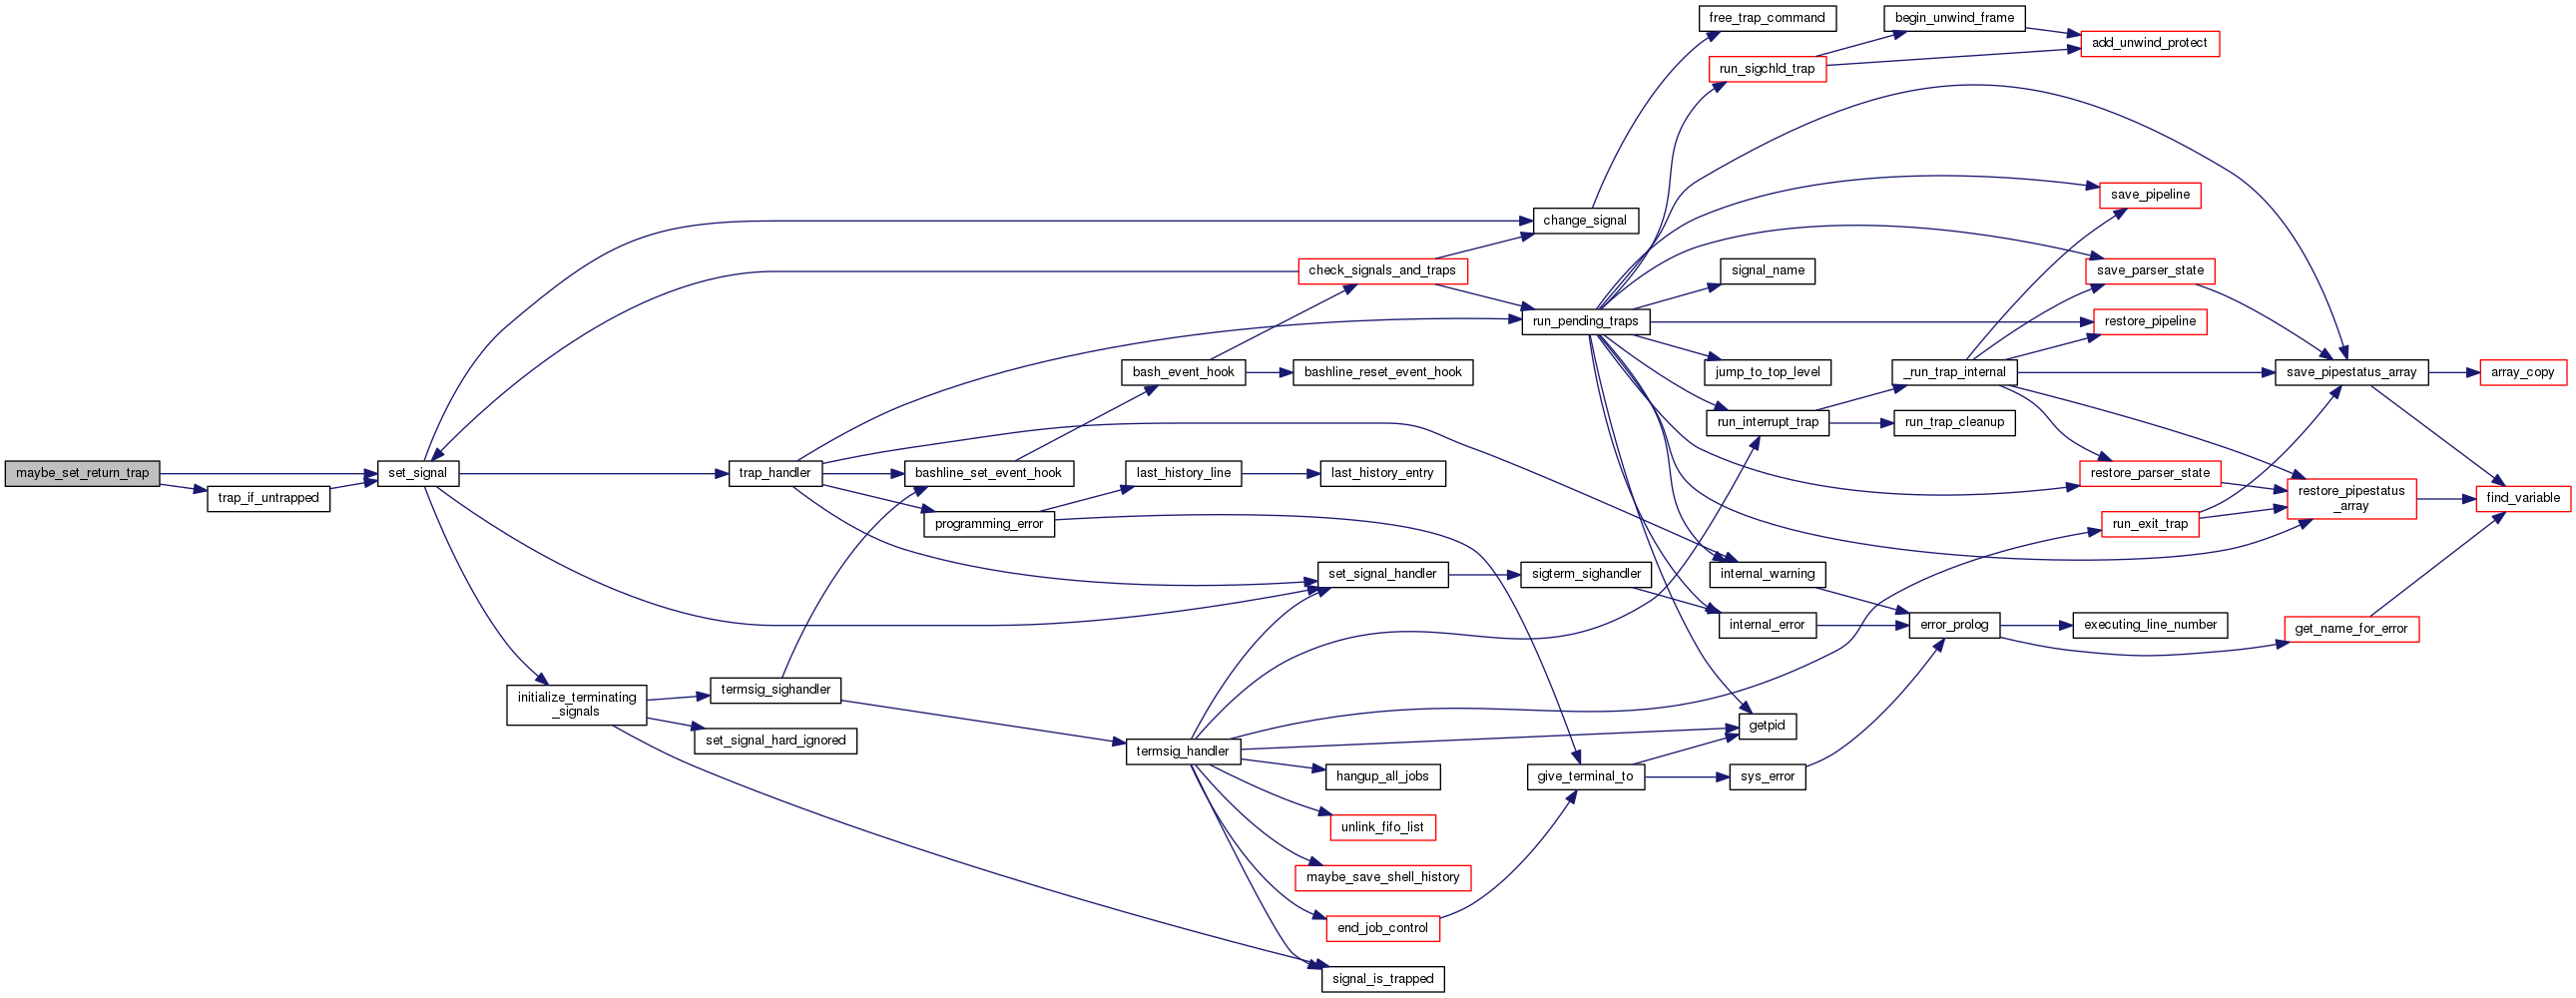 free_trap_command
begin_unwind_frame
add_unwind_protect
run_sigchld_trap
save_pipeline
change_signal
check_signals_and_traps
signal_name
save_parser_state
run_pending_traps
restore_pipeline
bash_event_hook
bashline_reset_event_hook
jump_to_top_level
_run_trap_internal
save_pipestatus_array
array_copy
run_interrupt_trap
run_trap_cleanup
maybe_set_return_trap
set_signal
trap_handler
bashline_set_event_hook
last_history_line
last_history_entry
restore_parser_state
trap_if_untrapped
restore_pipestatus
_array
find_variable
programming_error
run_exit_trap
set_signal_handler
sigterm_sighandler
internal_warning
internal_error
error_prolog
executing_line_number
get_name_for_error
initialize_terminating
_signals
termsig_sighandler
set_signal_hard_ignored
termsig_handler
getpid
hangup_all_jobs
give_terminal_to
sys_error
unlink_fifo_list
maybe_save_shell_history
end_job_control
signal_is_trapped